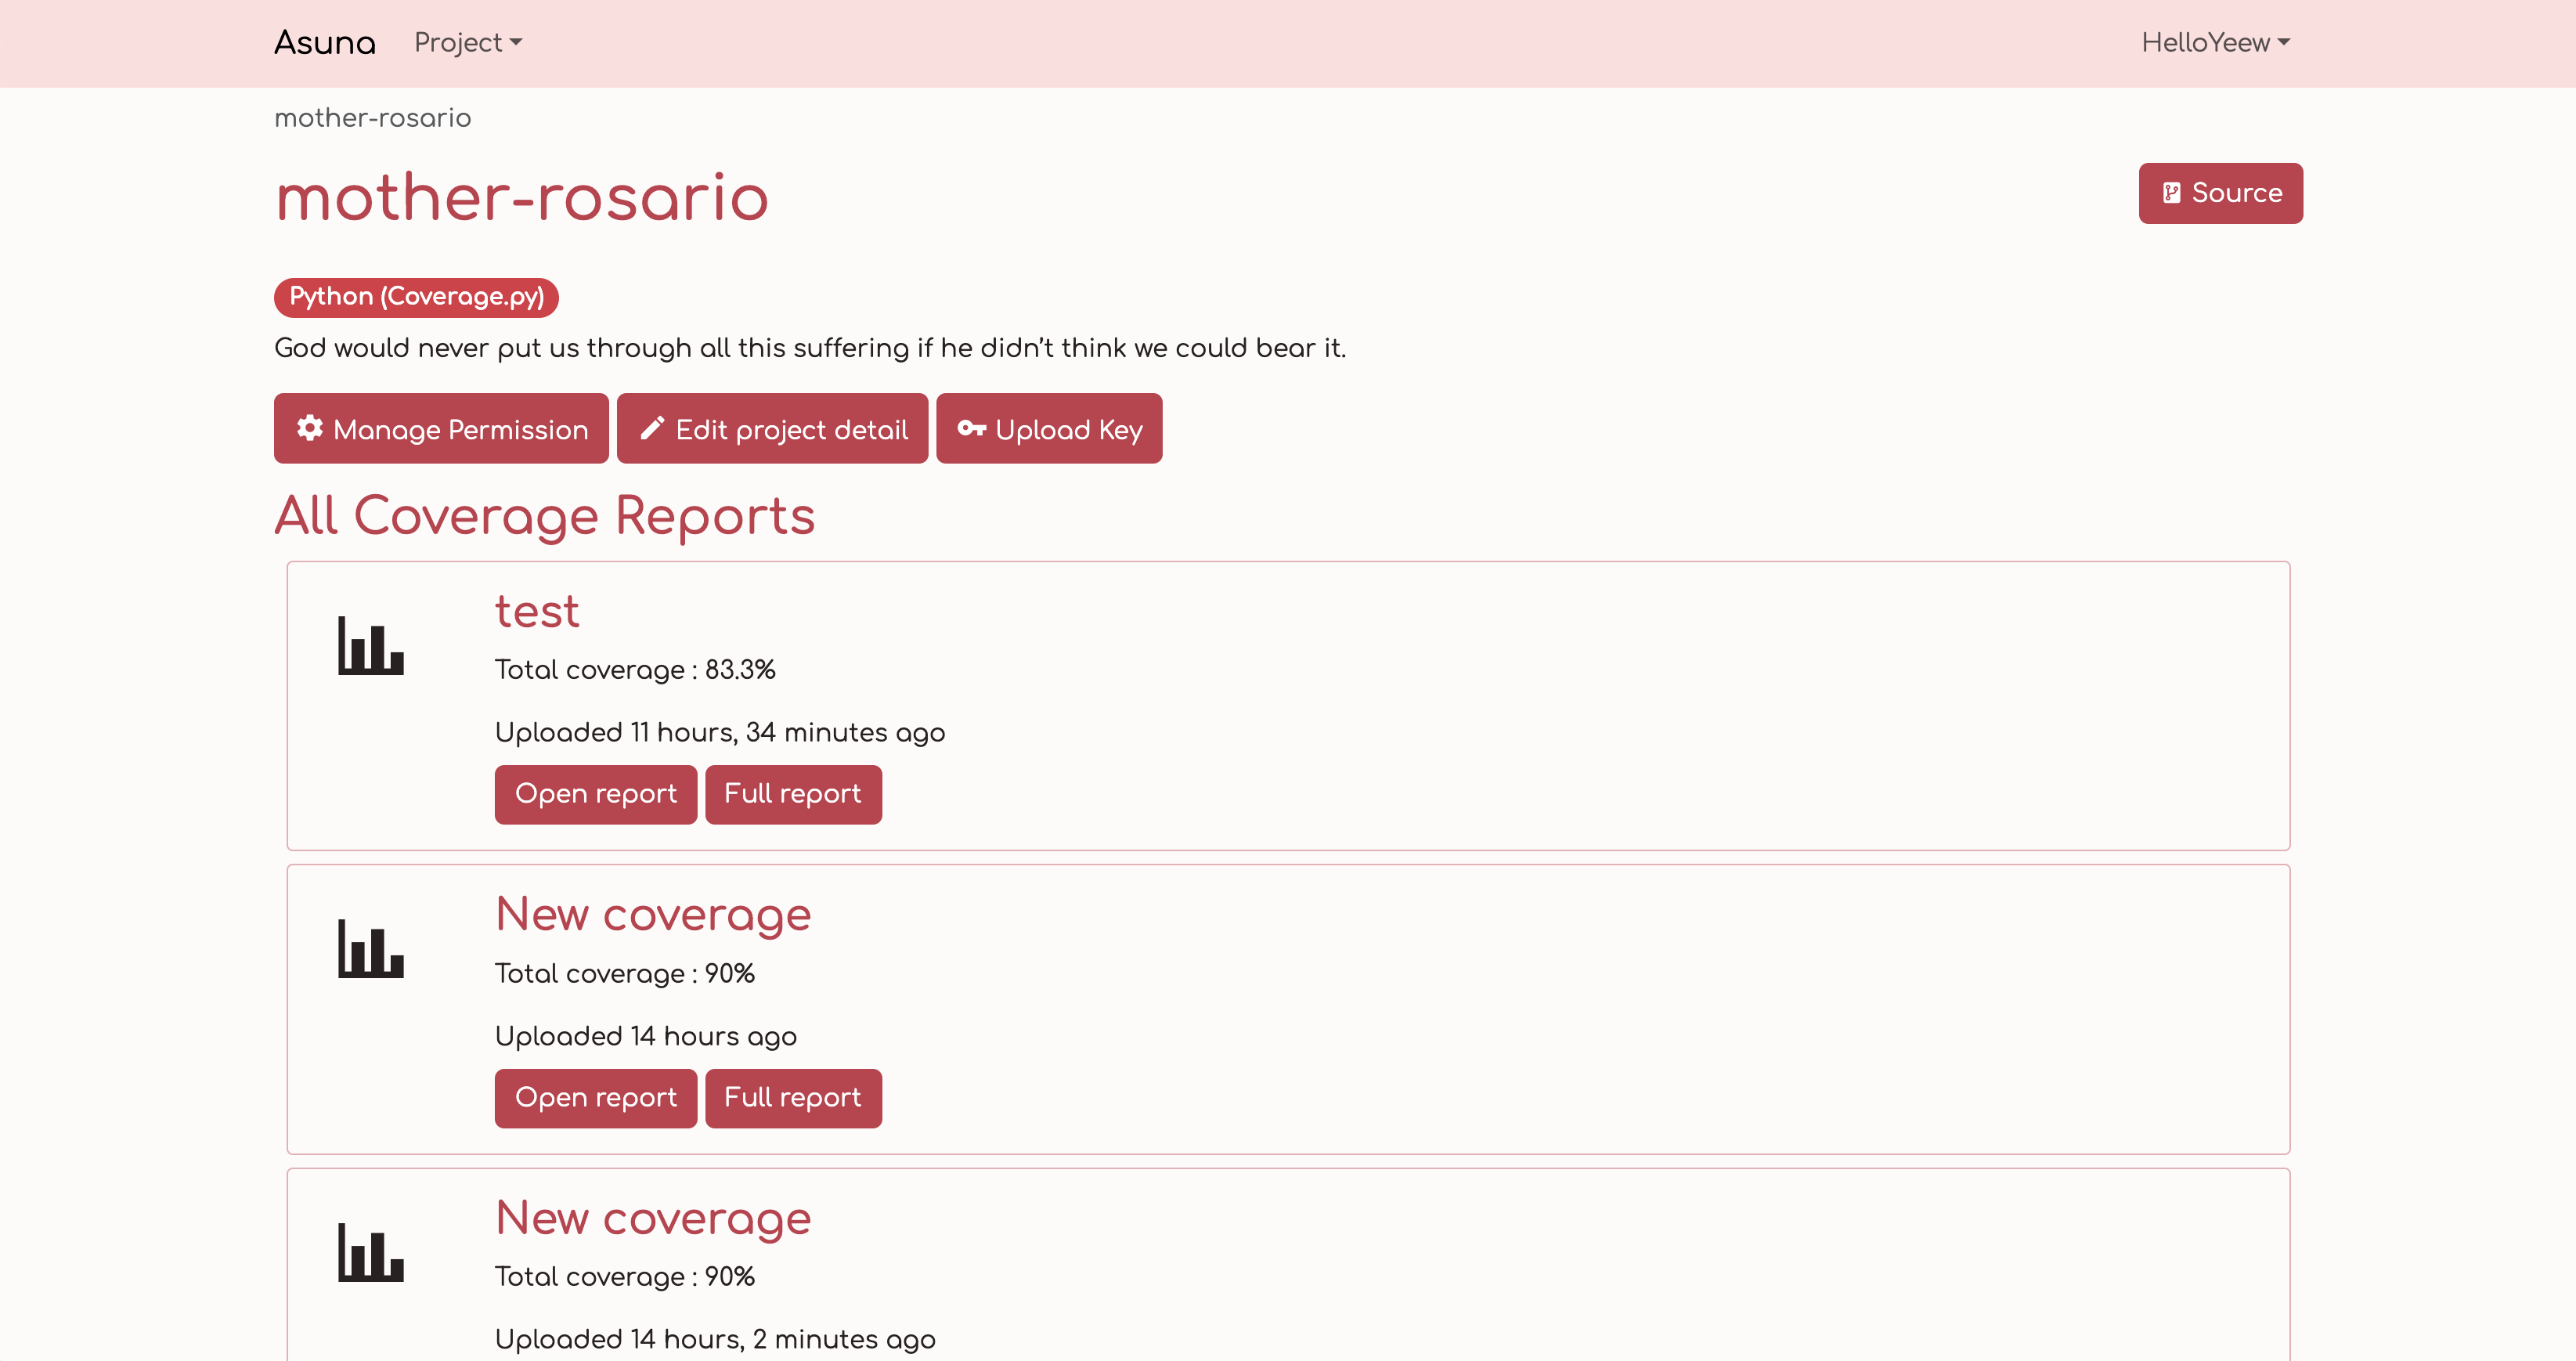 Asuna Project HelloYeew
mother-rosario
mother-rosario
Source
Python (Coverage.py)
God would never put us through all this suffering if he didn’t think we could bear it.
Manage Permission Edit project detail Upload Key
All Coverage Reports
test
Total coverage : 83.3%
Uploaded 11 hours, 34 minutes ago
Open report Full report
New coverage
Total coverage : 90%
Uploaded 14 hours ago
Open report Full report
New coverage
Total coverage : 90%
Uploaded 14 hours, 2 minutes ago